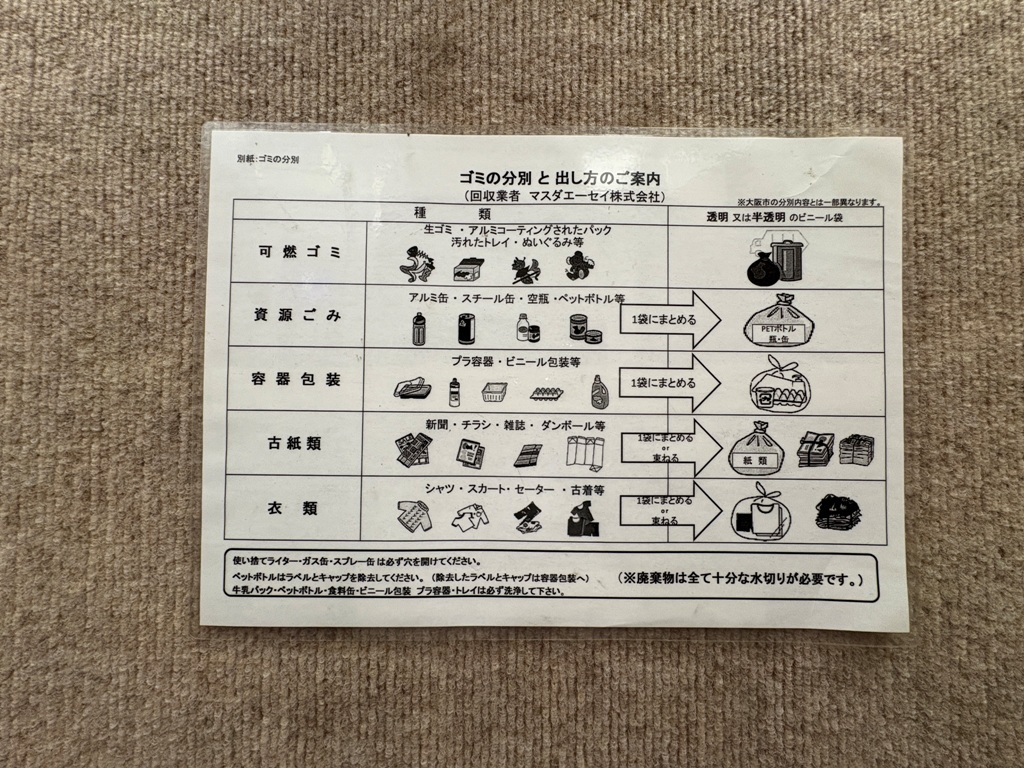 別紙:ゴミの分別
ゴミの分別 と 出し方のご案内
(回収業者 マスダエーセイ株式会社)
※大阪市の分別内容とは一部異なります。
種 類
透明 又は 半透明 のビニール袋
可燃ゴミ
生ゴミ ・アルミコーティングされたパック
汚れたトレイ・ぬいぐるみ等
資源ごみ
アルミ缶・スチール缶・空瓶・ペットボトル等
1袋にまとめる
PETボトル
瓶・缶
容器包装
プラ容器・ビニール包装等
1袋にまとめる
古紙類
新聞・チラシ・雑誌・ダンボール等
1袋にまとめる
or
束ねる
紙 類
衣 類
シャツ・スカート・セーター ・古着等
1袋にまとめる
or
束ねる
使い捨てライター・ガス缶・スプレー缶 は必ず穴を開けてください。
ペットボトルはラベルとキャップを除去してください。(除去したラベルとキャップは容器包装へ)
牛乳パック・ペットボトル・食料缶・ビニール包装 プラ容器・トレイは必ず洗浄して下さい。
(※廃棄物は全て十分な水切りが必要です。)